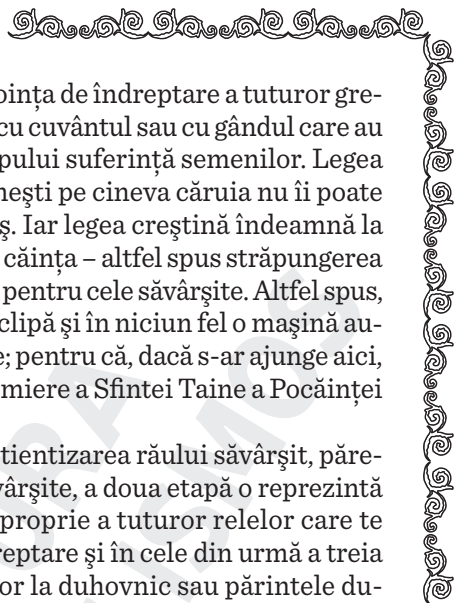 oința de îndreptare a tuturor gre-
cu cuvântul sau cu gândul care au
pului suferință semenilor. Legea
nești pe cineva căruia nu îi poate
ș. Iar legea creștină îndeamnă la
căința – altfel spus străpungerea
pentru cele săvârșite. Altfel spus,
clipă și în niciun fel o mașină au-
e; pentru că, dacă s-ar ajunge aici,
miere a Sfintei Taine a Pocăinței
știentizarea răului săvârșit, păre-
vârșite, a doua etapă o reprezintă
proprie a tuturor relelor care te
reptare și în cele din urmă a treia
or la duhovnic sau părintele du-